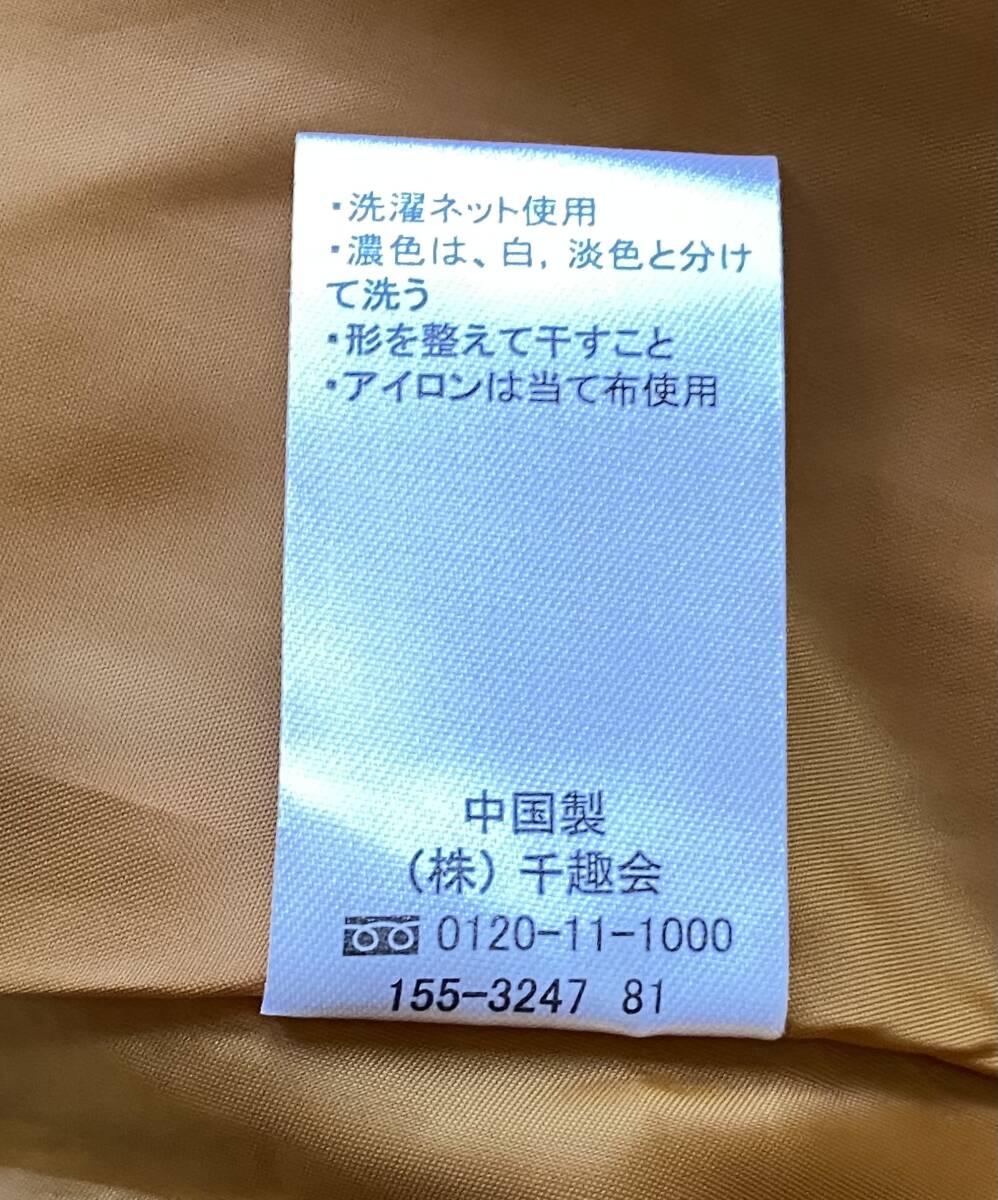 ・洗濯ネット使用
・濃色は、白，淡色と分け
て洗う
・形を整えて干すこと
・アイロンは当て布使用
中国製
（株）千趣会
0120-11-1000
155-3247 81